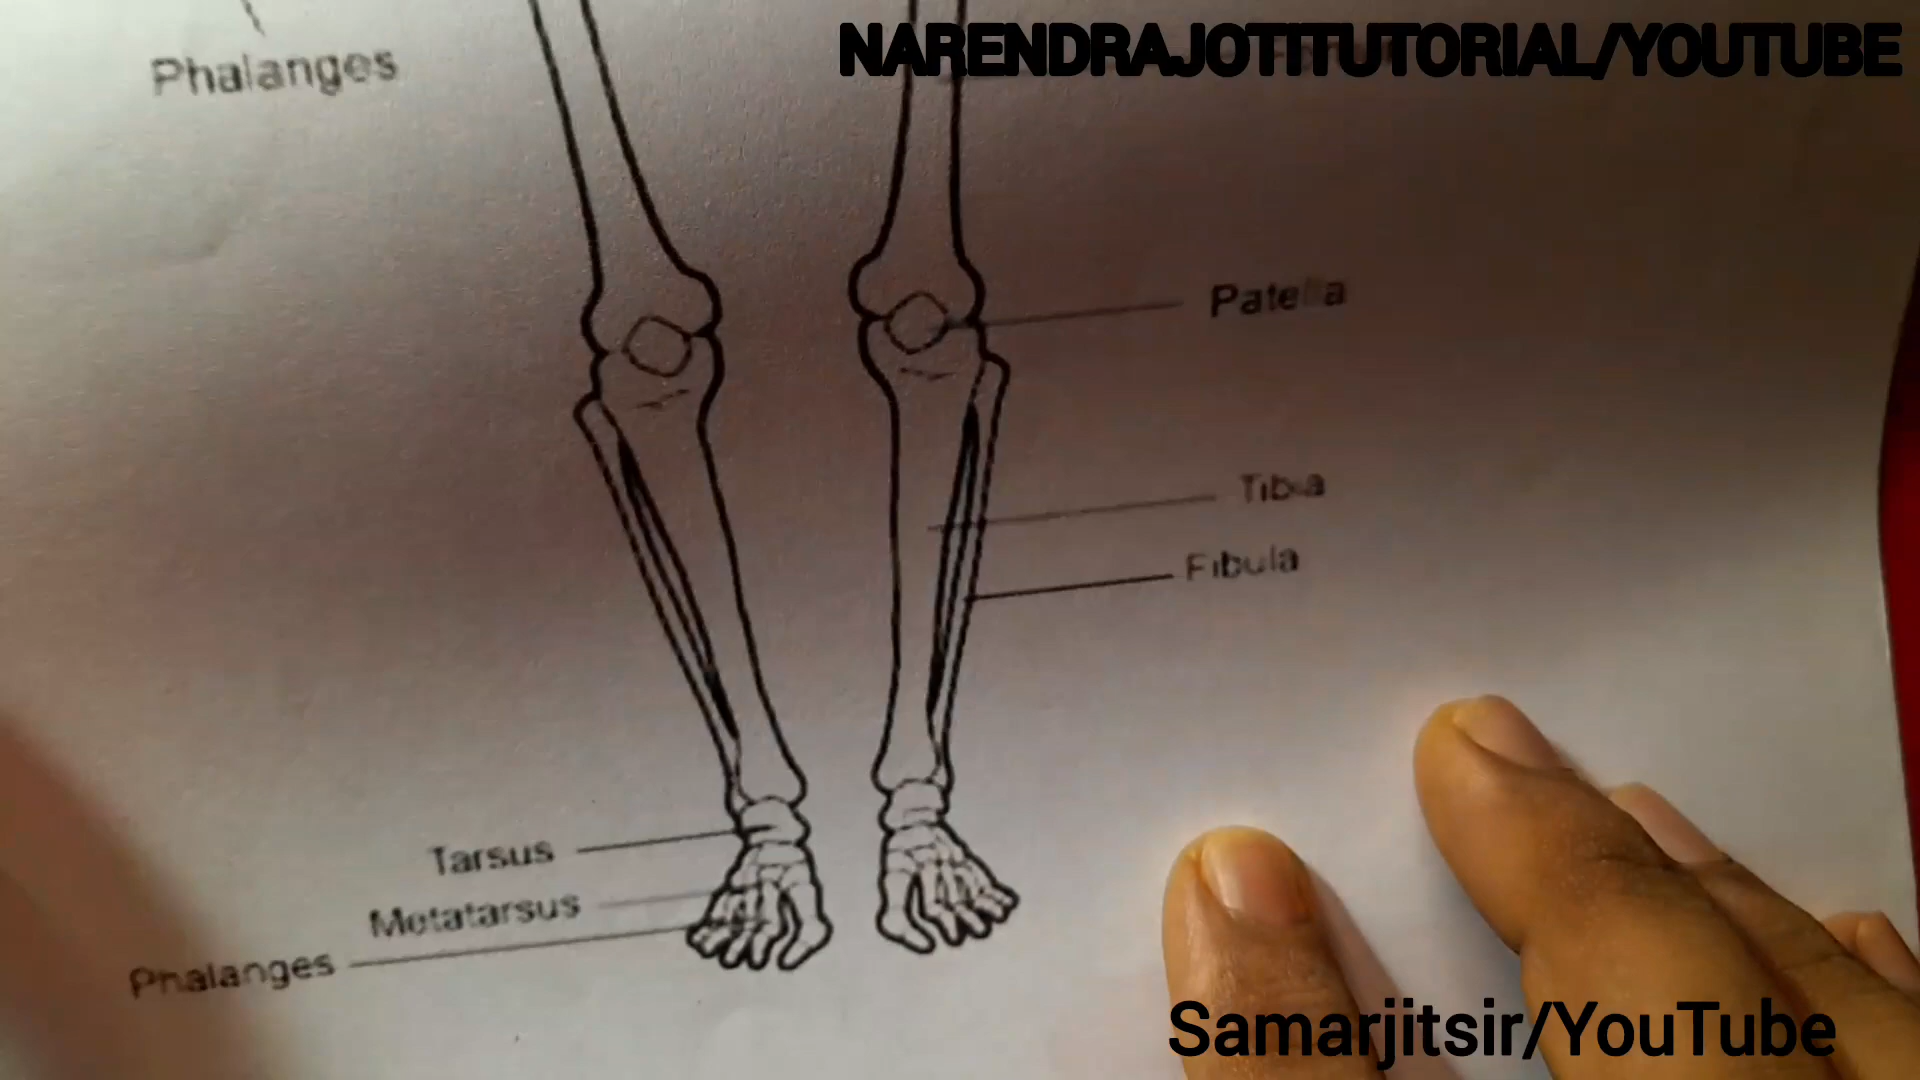 NARENDRAJOTITUTORIAL/YOUTUBE
Phalanges
Patella
Tibia
Fibula
Tarsus
Metatarsus
Phalanges
Samarjitsir/YouTube